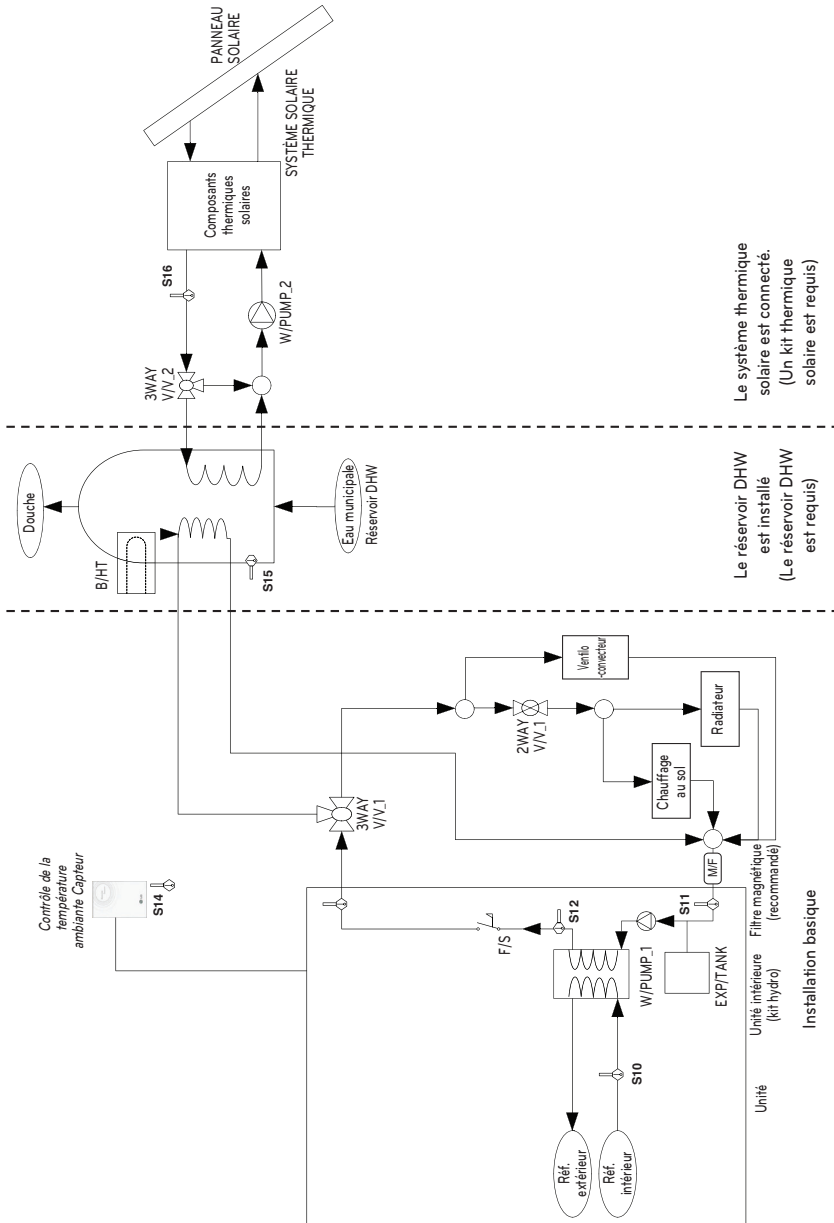 PANNEAU
SOLAIRE
SYSTÈME SOLAIRE
THERMIQUE
Composants
thermiques
solaires
S16
W/PUMP_2
3WAY
V/V_2
Le système thermique
solaire est connecté.
(Un kit thermique
solaire est requis)
Douche
B/HT
S15
Eau municipale
Réservoir DHW
Le réservoir DHW
est installé
(Le réservoir DHW
est requis)
Contrôle de la
température
ambiante Capteur
S14
3WAY
V/V_1
2WAY
V/V_1
Ventilo
-convecteur
Radiateur
Chauffage
au sol
M/F
Filtre magnétique
(recommandé)
F/S
S12
S11
W/PUMP_1
EXP/TANK
Unité intérieure
(kit hydro)
S10
Réf.
extérieur
Réf.
intérieur
Unité
Installation basique